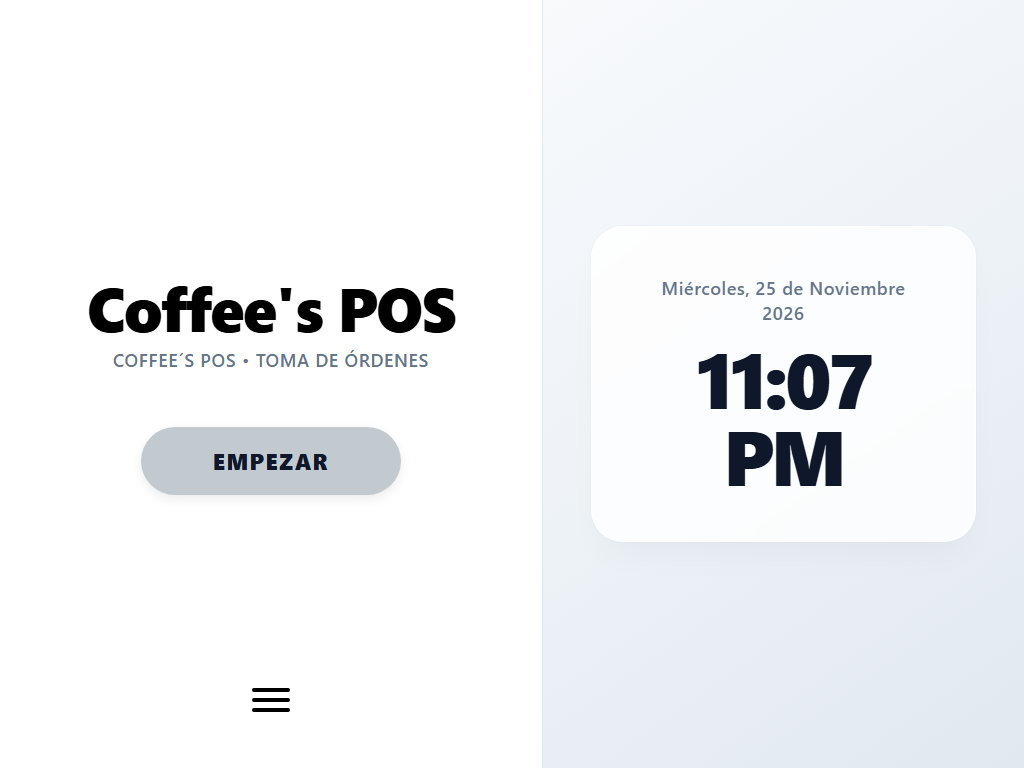 Coffee's POS
COFFEE´S POS • TOMA DE ÓRDENES
EMPEZAR
Miércoles, 25 de Noviembre
2026
11:07
PM